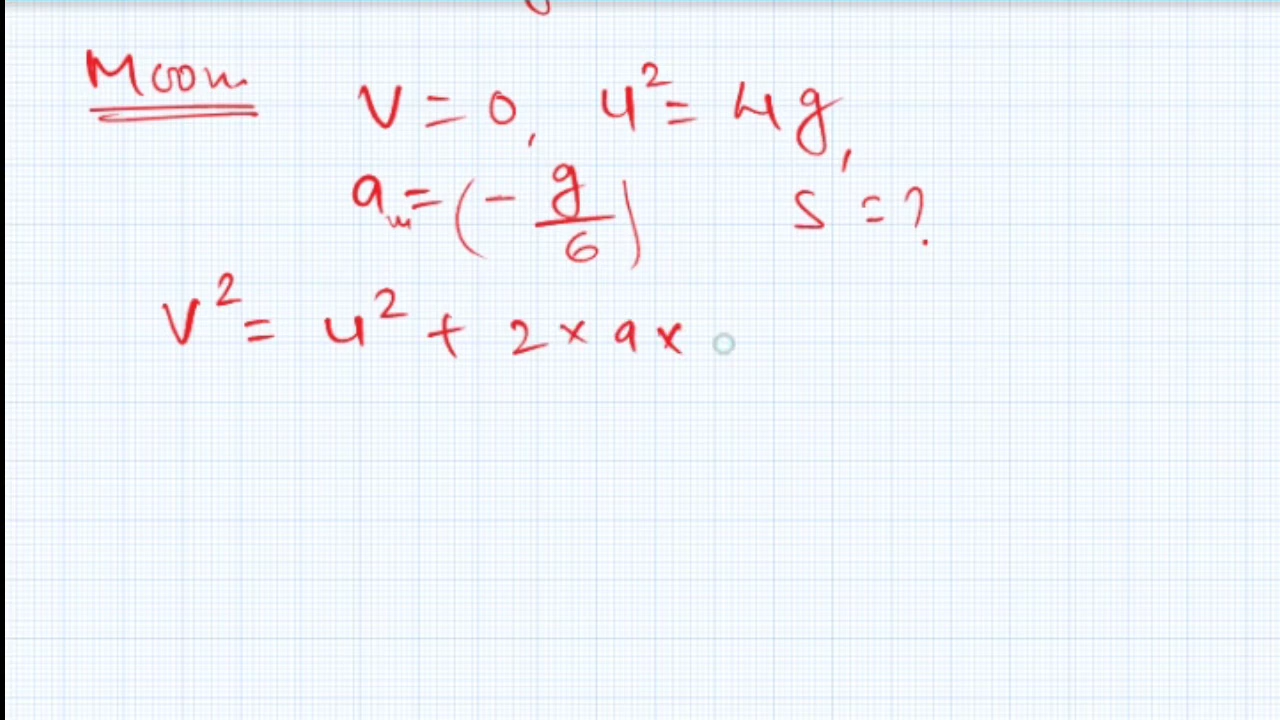 Moon
v = 0, u² = 4g,
aₘ = (- g/6) s = ?
v² = u² + 2 × a ×